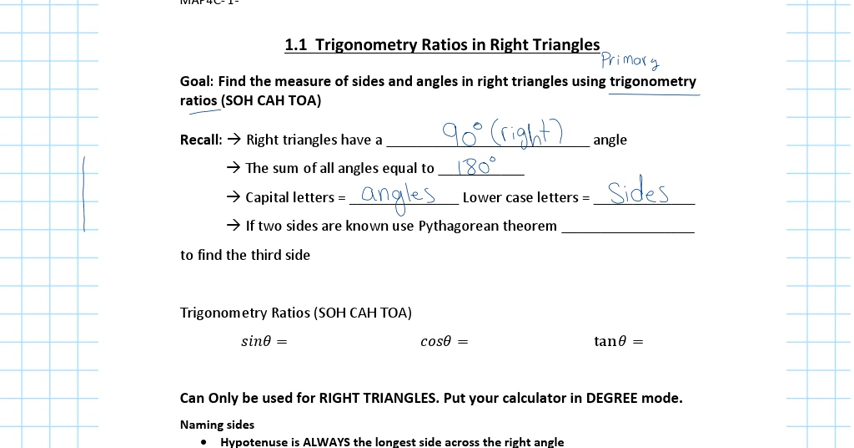 MAP4C-1-
1.1 Trigonometry Ratios in Right Triangles
Primary
Goal: Find the measure of sides and angles in right triangles using trigonometry
ratios (SOH CAH TOA)
Recall: → Right triangles have a 90° (right) angle
→ The sum of all angles equal to 180°
→ Capital letters = angles Lower case letters = Sides
→ If two sides are known use Pythagorean theorem ____________
to find the third side
Trigonometry Ratios (SOH CAH TOA)
sinθ = cosθ = tanθ =
Can Only be used for RIGHT TRIANGLES. Put your calculator in DEGREE mode.
Naming sides
• Hypotenuse is ALWAYS the longest side across the right angle